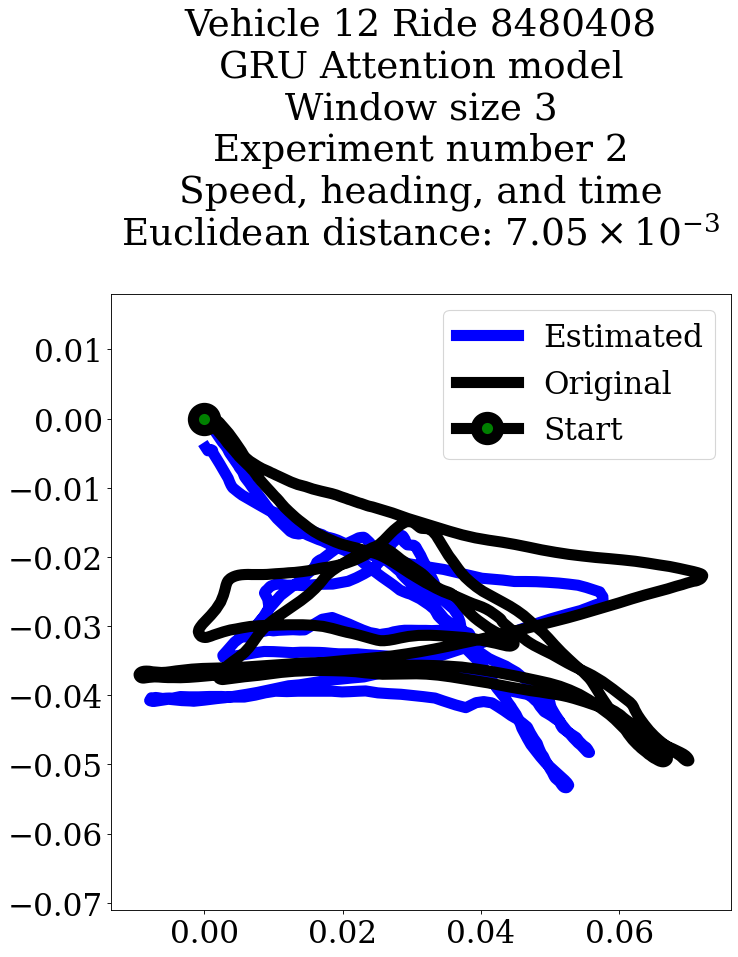 Vehicle 12 Ride 8480408
GRU Attention model
Window size 3
Experiment number 2
Speed, heading, and time
Euclidean distance: 7.05 × 10⁻³
Estimated
Original
Start
0.01
0.00
−0.01
−0.02
−0.03
−0.04
−0.05
−0.06
−0.07
0.00 0.02 0.04 0.06